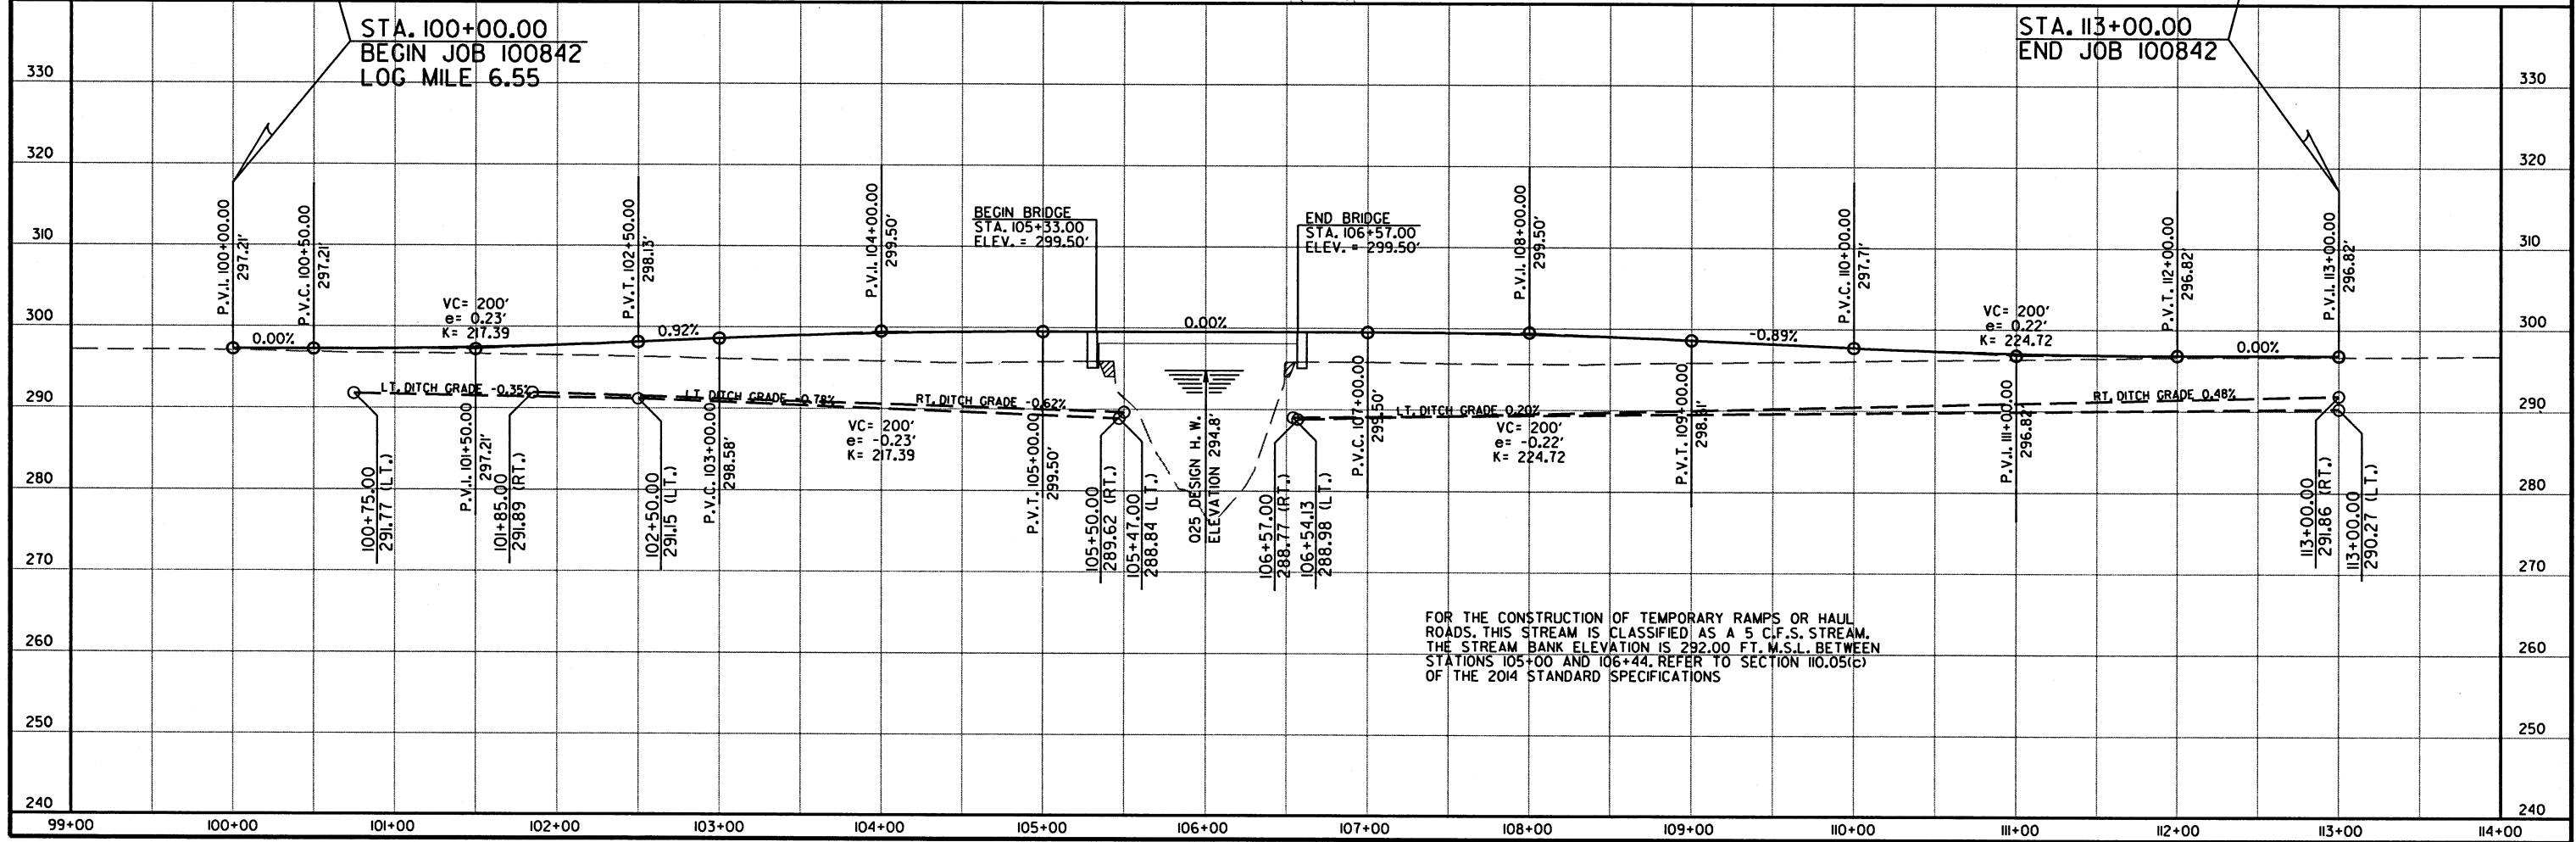 STA. 100+00.00
BEGIN JOB 100842
LOG MILE 6.55
STA. 113+00.00
END JOB 100842
330
330
320
320
310
310
300
300
290
290
280
280
270
270
260
260
250
250
240
240
P.V.I. 100+00.00
297.21'
P.V.C. 100+50.00
297.21'
VC= 200'
e= 0.23'
K= 217.39
P.V.I. 101+50.00
297.21'
P.V.T. 102+50.00
298.13'
P.V.C. 103+00.00
298.58'
P.V.I. 104+00.00
299.50'
VC= 200'
e= -0.23'
K= 217.39
P.V.T. 105+00.00
299.50'
BEGIN BRIDGE
STA. 105+33.00
ELEV. = 299.50'
END BRIDGE
STA. 106+57.00
ELEV. = 299.50'
P.V.C. 107+00.00
299.50'
P.V.I. 108+00.00
299.50'
VC= 200'
e= -0.22'
K= 224.72
P.V.T. 109+00.00
298.61'
P.V.C. 110+00.00
297.71'
VC= 200'
e= 0.22'
K= 224.72
P.V.I. 111+00.00
296.82'
P.V.T. 112+00.00
296.82'
P.V.I. 113+00.00
296.82'
0.00%
0.92%
0.00%
-0.89%
0.00%
LT. DITCH GRADE -0.35%
LT. DITCH GRADE -0.78%
RT. DITCH GRADE -0.62%
LT. DITCH GRADE 0.20%
RT. DITCH GRADE 0.48%
100+75.00
291.77 (LT.)
101+85.00
291.89 (RT.)
102+50.00
291.15 (LT.)
105+50.00
289.62 (RT.)
105+47.00
288.84 (LT.)
Q25 DESIGN H. W.
ELEVATION 294.8'
106+57.00
288.77 (RT.)
106+54.13
288.98 (LT.)
113+00.00
291.86 (RT.)
113+00.00
290.27 (LT.)
FOR THE CONSTRUCTION OF TEMPORARY RAMPS OR HAUL
ROADS. THIS STREAM IS CLASSIFIED AS A 5 C.F.S. STREAM.
THE STREAM BANK ELEVATION IS 292.00 FT. M.S.L. BETWEEN
STATIONS 105+00 AND 106+44. REFER TO SECTION 110.05(c)
OF THE 2014 STANDARD SPECIFICATIONS
99+00
100+00
101+00
102+00
103+00
104+00
105+00
106+00
107+00
108+00
109+00
110+00
111+00
112+00
113+00
114+00